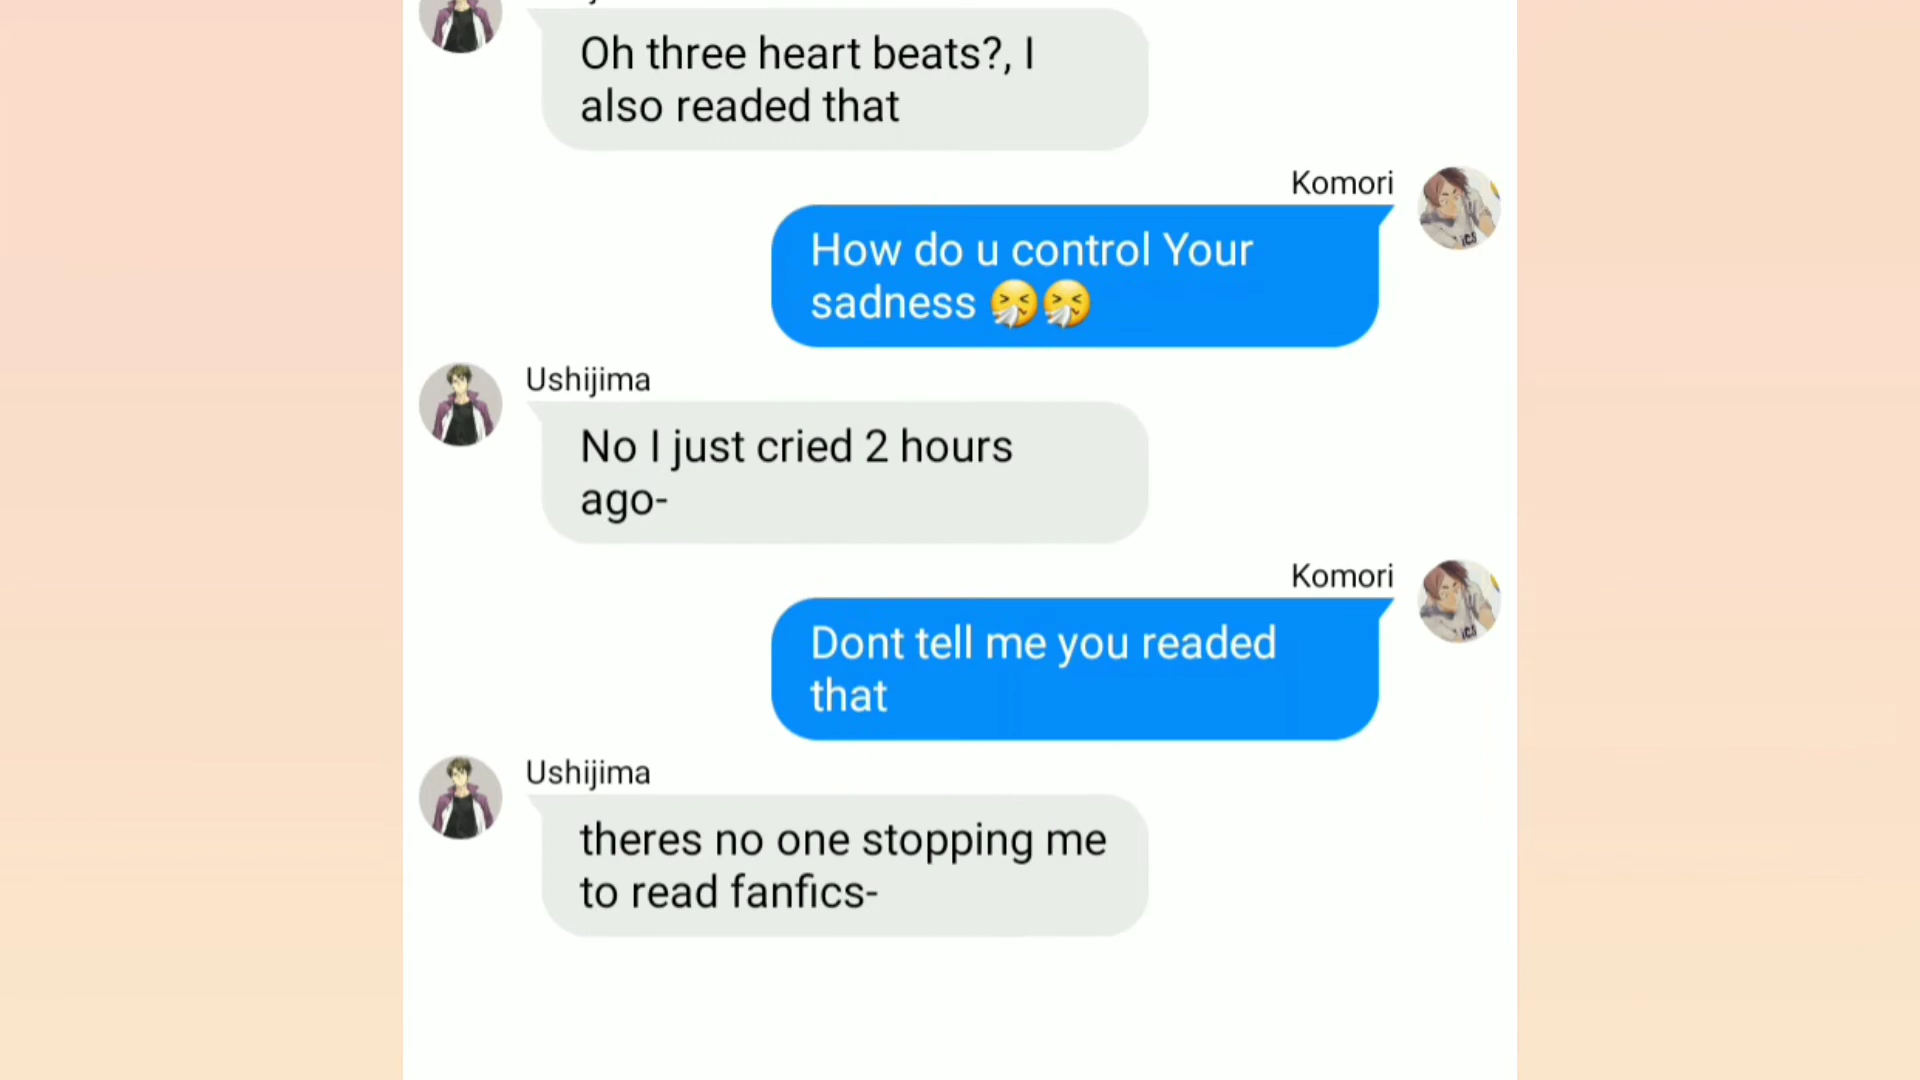 Oh three heart beats?, I
also readed that
Komori
How do u control Your
sadness 🤧🤧
Ushijima
No I just cried 2 hours
ago-
Komori
Dont tell me you readed
that
Ushijima
theres no one stopping me
to read fanfics-